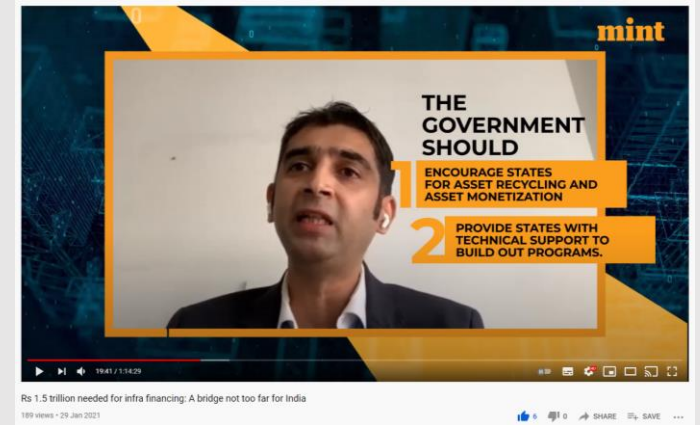 mint
THE
GOVERNMENT
SHOULD
1
ENCOURAGE STATES
FOR ASSET RECYCLING AND
ASSET MONETIZATION
2
PROVIDE STATES WITH
TECHNICAL SUPPORT TO
BUILD OUT PROGRAMS.
19:41 / 1:14:29
Rs 1.5 trillion needed for infra financing: A bridge not too far for India
189 views • 29 Jan 2021
6 0 SHARE SAVE